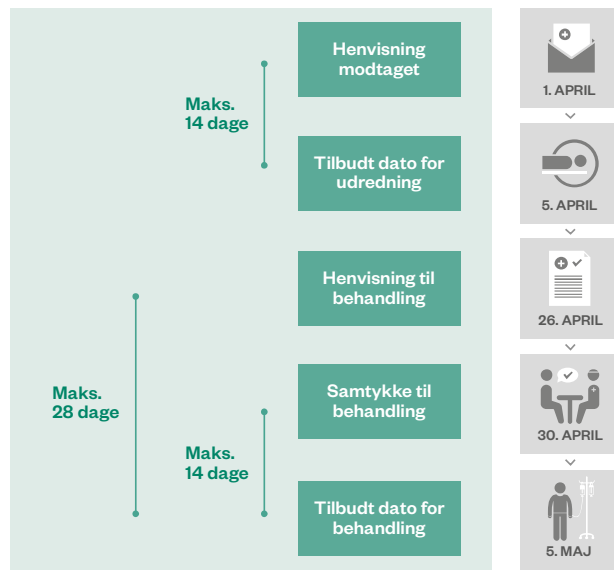 Henvisning
modtaget
1. APRIL
Maks.
14 dage
Tilbudt dato for
udredning
5. APRIL
Henvisning til
behandling
26. APRIL
Maks.
28 dage
Samtykke til
behandling
30. APRIL
Maks.
14 dage
Tilbudt dato for
behandling
5. MAJ